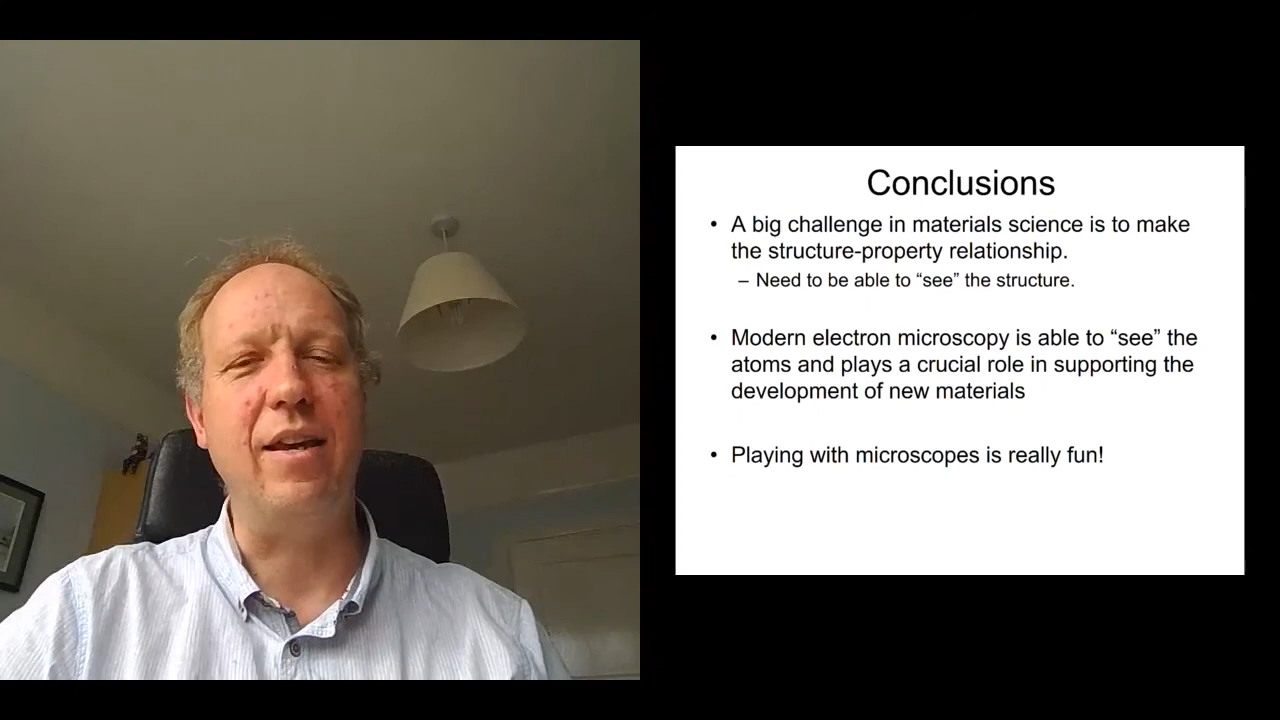 Conclusions
• A big challenge in materials science is to make
the structure-property relationship.
– Need to be able to “see” the structure.
• Modern electron microscopy is able to “see” the
atoms and plays a crucial role in supporting the
development of new materials
• Playing with microscopes is really fun!